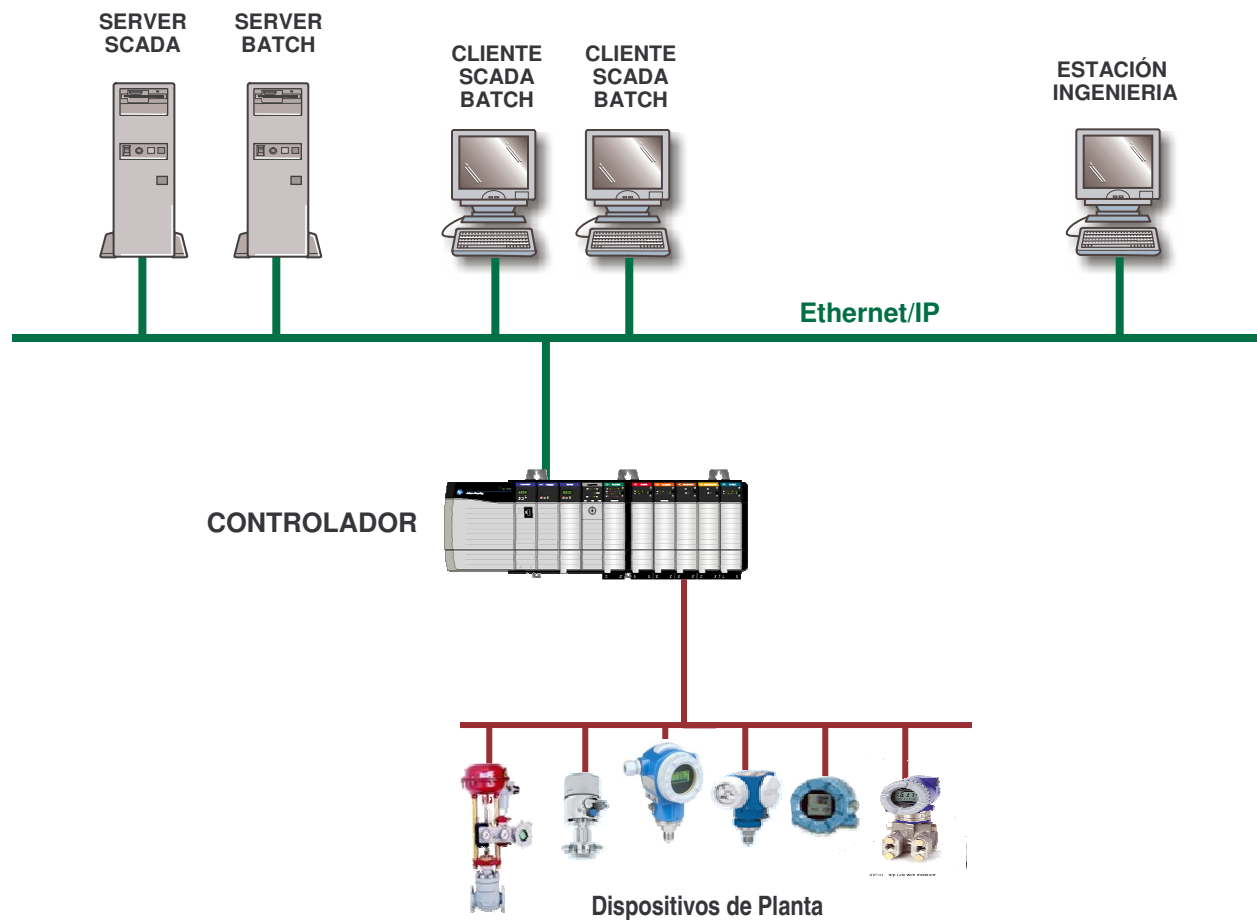 SERVER
SCADA
SERVER
BATCH
CLIENTE
SCADA
BATCH
CLIENTE
SCADA
BATCH
ESTACIÓN
INGENIERIA
Ethernet/IP
CONTROLADOR
Dispositivos de Planta